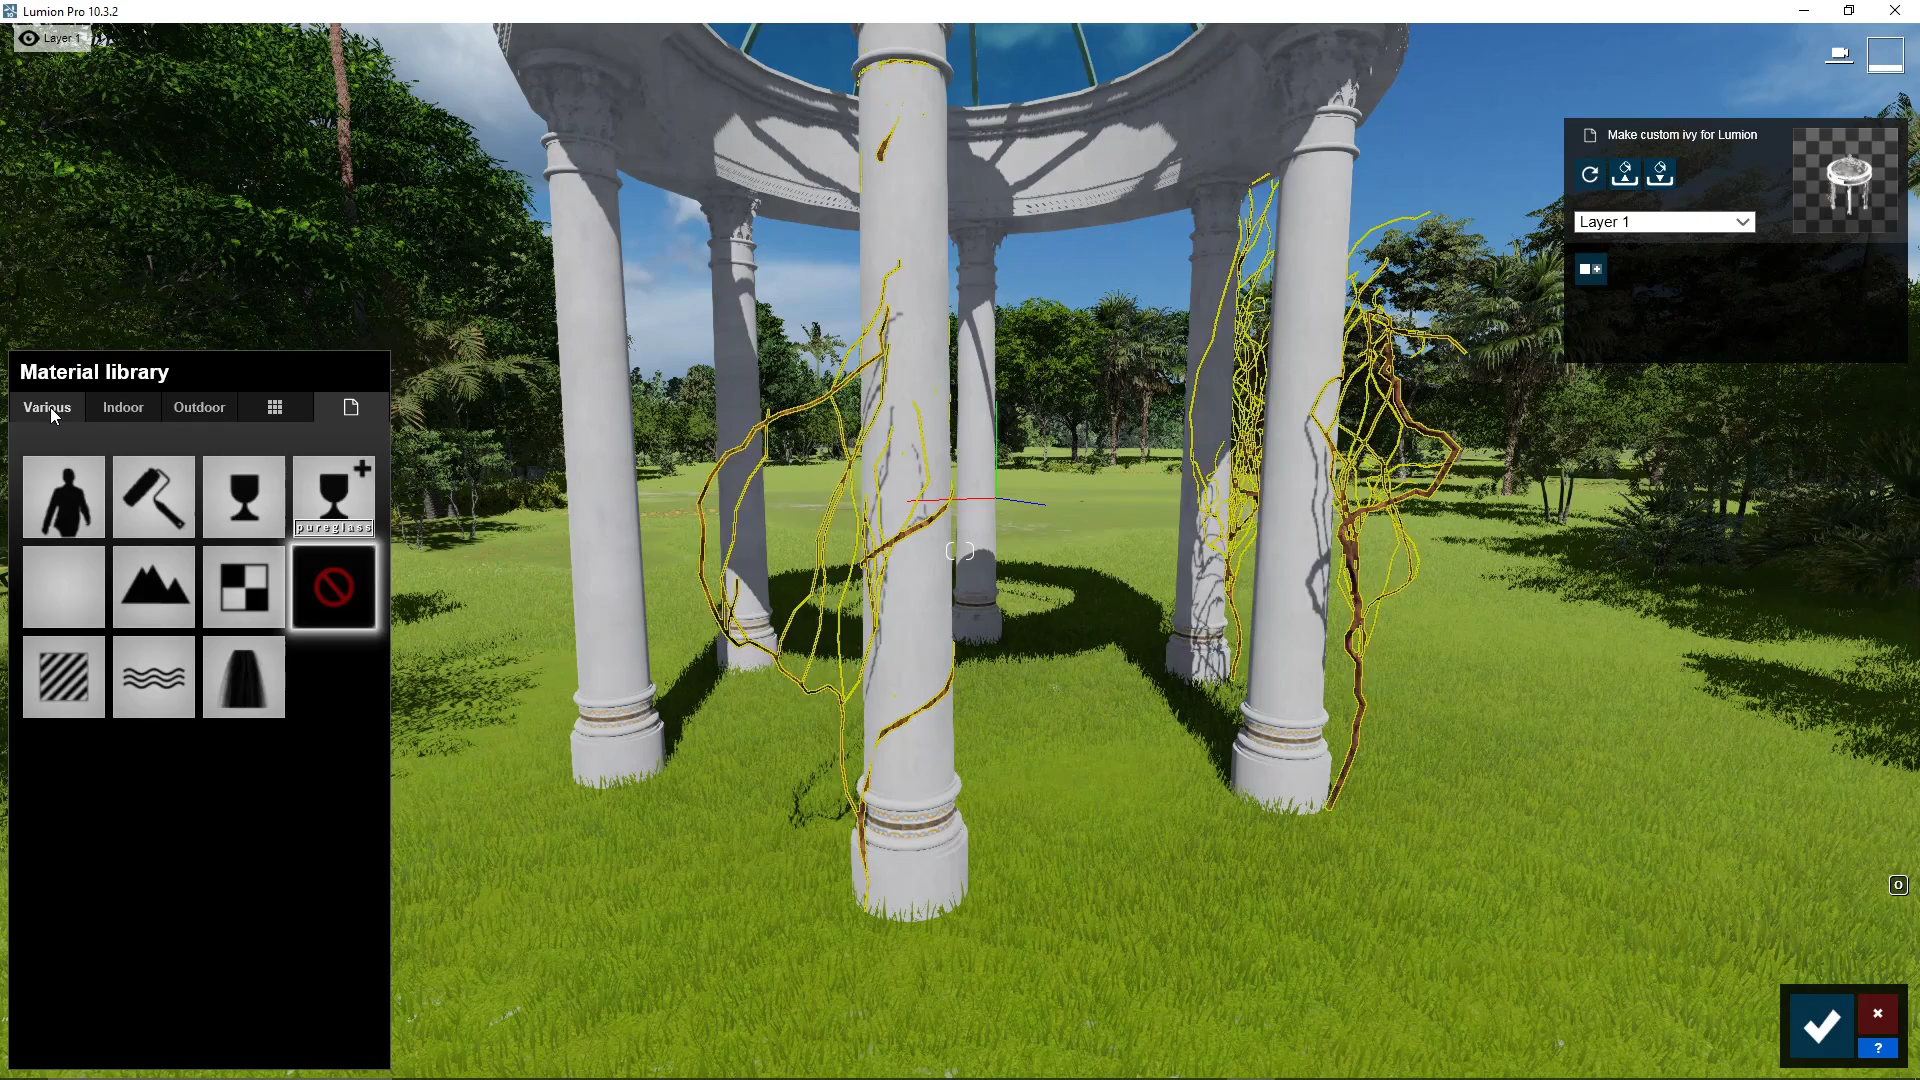 Lumion Pro 10.3.2
Layer 1
Make custom ivy for Lumion
Layer 1
Material library
Various
Indoor
Outdoor
pureglass
O
?